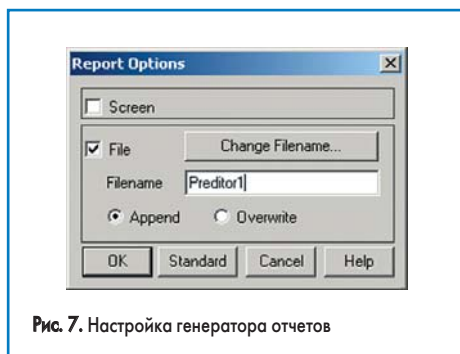 Report Options
Screen
File Change Filename...
Filename Preditor1
Append Overwrite
OK Standard Cancel Help
Рис. 7. Настройка генератора отчетов